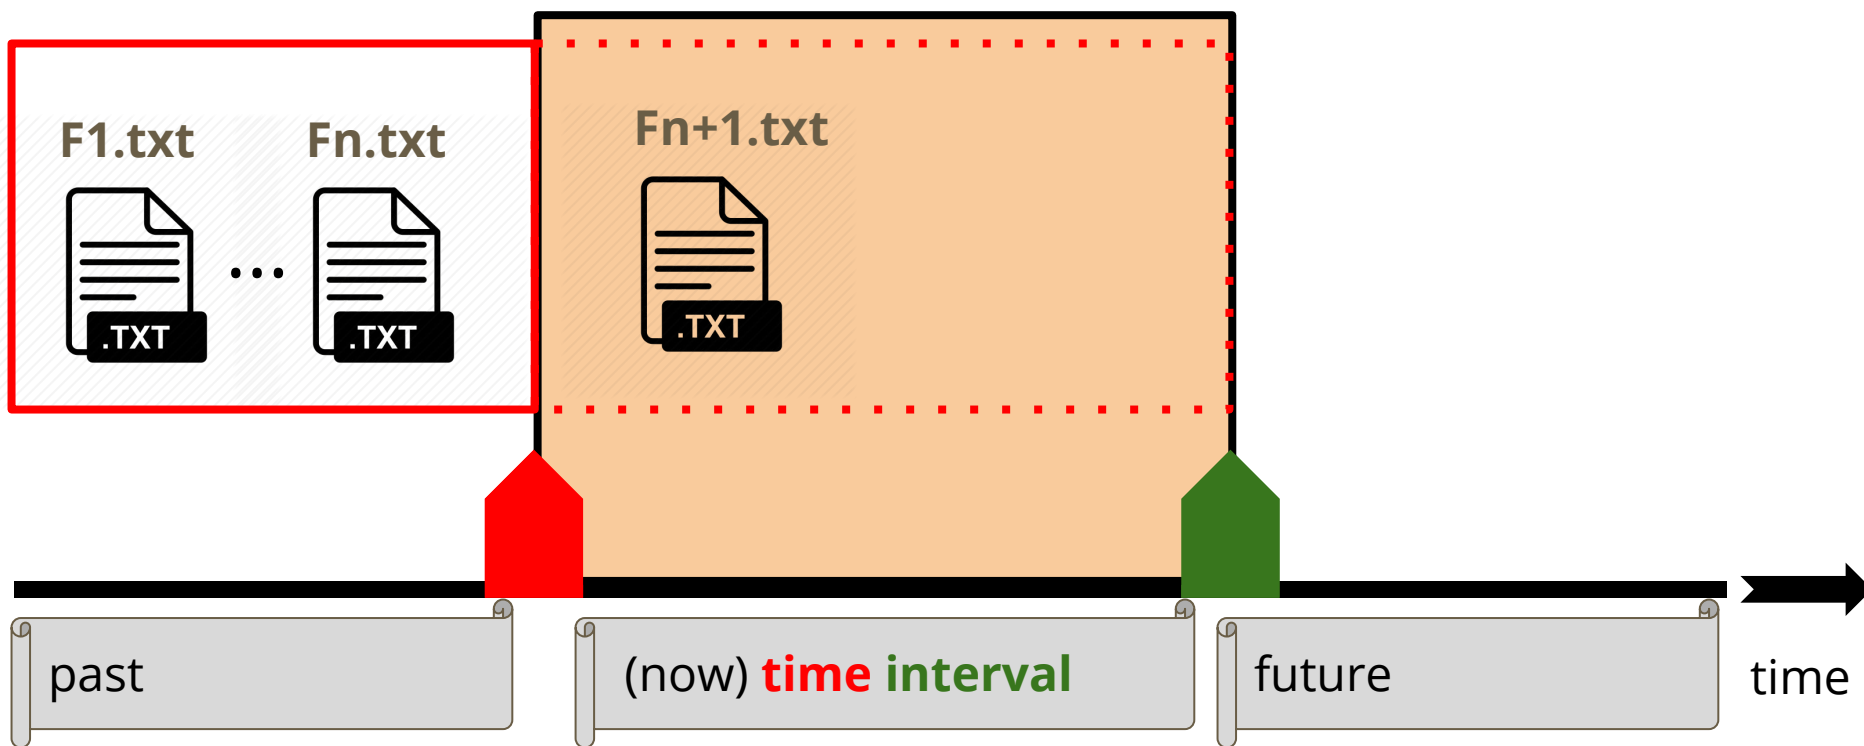 F1.txt
Fn.txt
Fn+1.txt
...
.TXT
.TXT
.TXT
past
(now) time interval
future
time